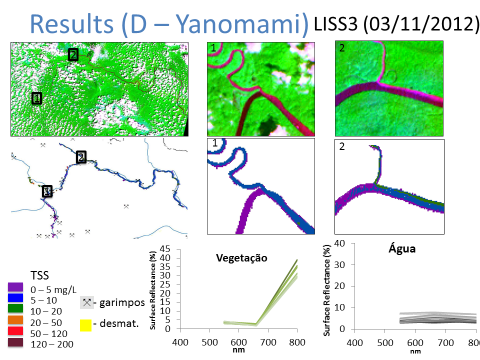 Results (D – Yanomami) LISS3 (03/11/2012)
2
1
1
2
2
1
2
TSS
0 – 5 mg/L
5 – 10
10 – 20
20 – 50
50 – 120
120 – 200
- garimpos
- desmat.
Vegetação
Surface Reflectance (%)
45
40
35
30
25
20
15
10
5
0
400 500 600 700 800
nm
Água
Surface Reflectance (%)
40
30
20
10
0
400 500 600 700 800
nm